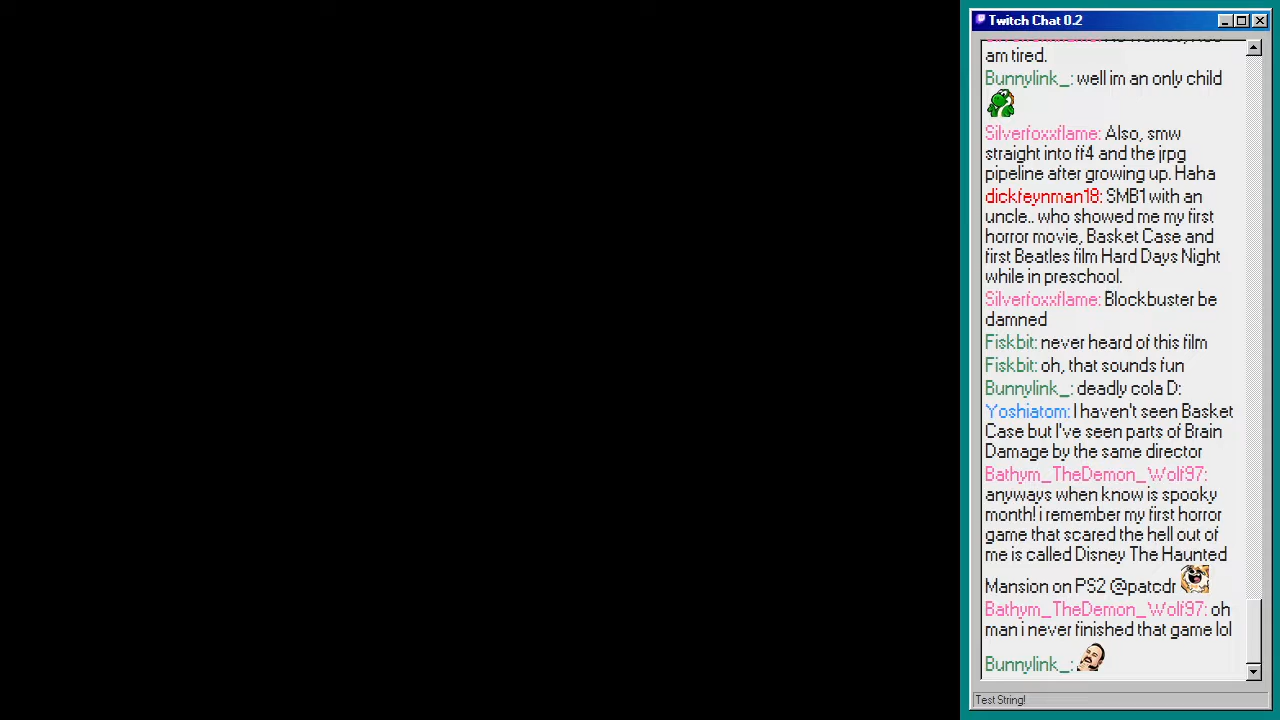 Twitch Chat 0.2
am tired.
Bunnylink_: well im an only child
Silverfoxxflame: Also, smw
straight into ff4 and the jrpg
pipeline after growing up. Haha
dickfeynman18: SMB1 with an
uncle.. who showed me my first
horror movie, Basket Case and
first Beatles film Hard Days Night
while in preschool.
Silverfoxxflame: Blockbuster be
damned
Fiskbit: never heard of this film
Fiskbit: oh, that sounds fun
Bunnylink_: deadly cola D:
Yoshiatom: I haven't seen Basket
Case but I've seen parts of Brain
Damage by the same director
Bathym_TheDemon_Wolf97:
anyways when know is spooky
month! i remember my first horror
game that scared the hell out of
me is called Disney The Haunted
Mansion on PS2 @patcdr
Bathym_TheDemon_Wolf97: oh
man i never finished that game lol
Bunnylink_:
Test String!